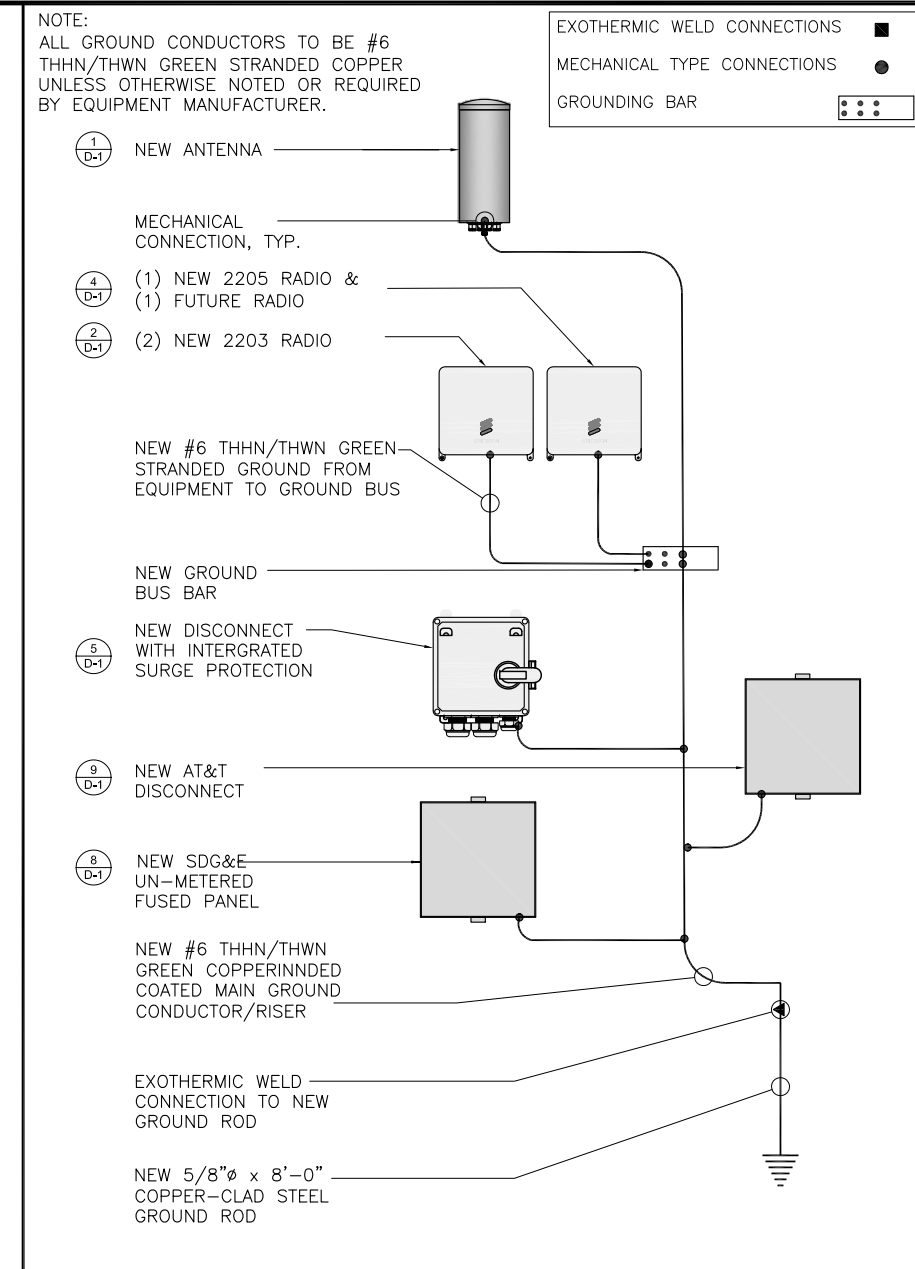 NOTE:
ALL GROUND CONDUCTORS TO BE #6
THHN/THWN GREEN STRANDED COPPER
UNLESS OTHERWISE NOTED OR REQUIRED
BY EQUIPMENT MANUFACTURER.
EXOTHERMIC WELD CONNECTIONS
MECHANICAL TYPE CONNECTIONS
GROUNDING BAR
1
D-1
NEW ANTENNA
MECHANICAL
CONNECTION, TYP.
4
D-1
(1) NEW 2205 RADIO &
(1) FUTURE RADIO
2
D-1
(2) NEW 2203 RADIO
NEW #6 THHN/THWN GREEN
STRANDED GROUND FROM
EQUIPMENT TO GROUND BUS
NEW GROUND
BUS BAR
5
D-1
NEW DISCONNECT
WITH INTERGRATED
SURGE PROTECTION
9
D-1
NEW AT&T
DISCONNECT
8
D-1
NEW SDG&E
UN-METERED
FUSED PANEL
NEW #6 THHN/THWN
GREEN COPPERINNDED
COATED MAIN GROUND
CONDUCTOR/RISER
EXOTHERMIC WELD
CONNECTION TO NEW
GROUND ROD
NEW 5/8"ø x 8'-0"
COPPER-CLAD STEEL
GROUND ROD